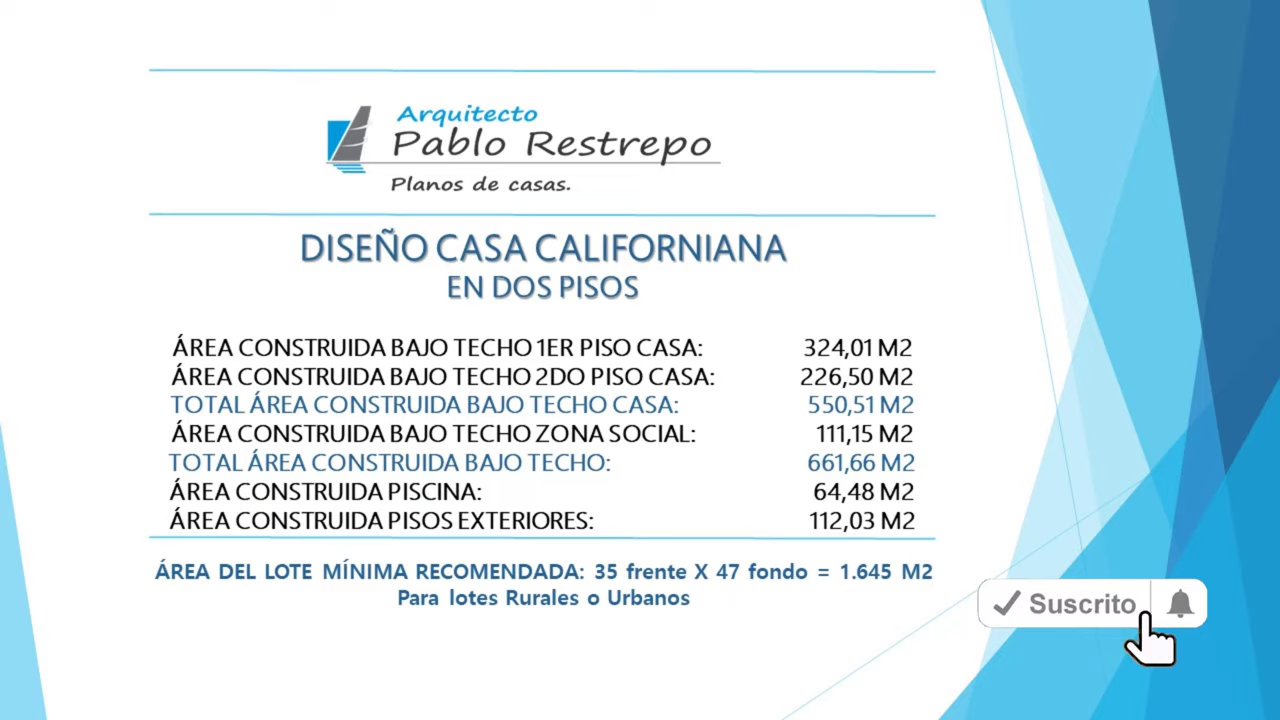 Arquitecto
Pablo Restrepo
Planos de casas.
DISEÑO CASA CALIFORNIANA
EN DOS PISOS
ÁREA CONSTRUIDA BAJO TECHO 1ER PISO CASA: 324,01 M2
ÁREA CONSTRUIDA BAJO TECHO 2DO PISO CASA: 226,50 M2
TOTAL ÁREA CONSTRUIDA BAJO TECHO CASA: 550,51 M2
ÁREA CONSTRUIDA BAJO TECHO ZONA SOCIAL: 111,15 M2
TOTAL ÁREA CONSTRUIDA BAJO TECHO: 661,66 M2
ÁREA CONSTRUIDA PISCINA: 64,48 M2
ÁREA CONSTRUIDA PISOS EXTERIORES: 112,03 M2
ÁREA DEL LOTE MÍNIMA RECOMENDADA: 35 frente X 47 fondo = 1.645 M2
Para lotes Rurales o Urbanos
Suscrito